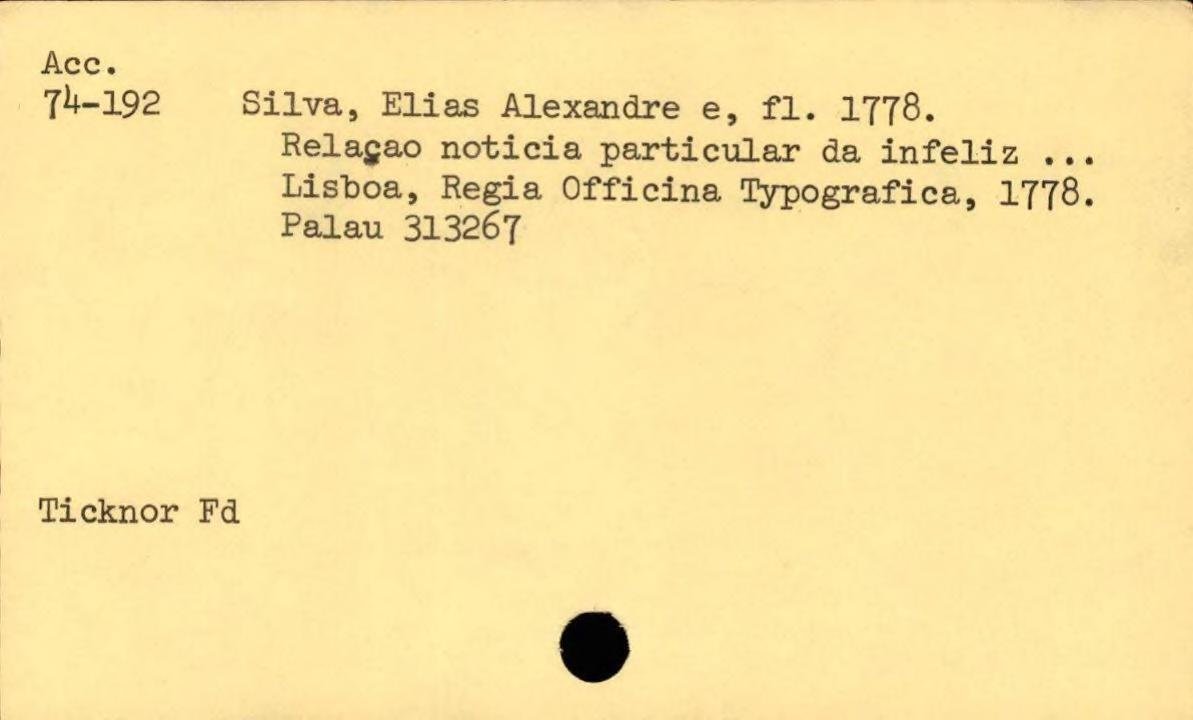 Acc.
74-192 Silva, Elias Alexandre e, fl. 1778.
Relaçao noticia particular da infeliz ...
Lisboa, Regia Officina Typografica, 1778.
Palau 313267
Ticknor Fd